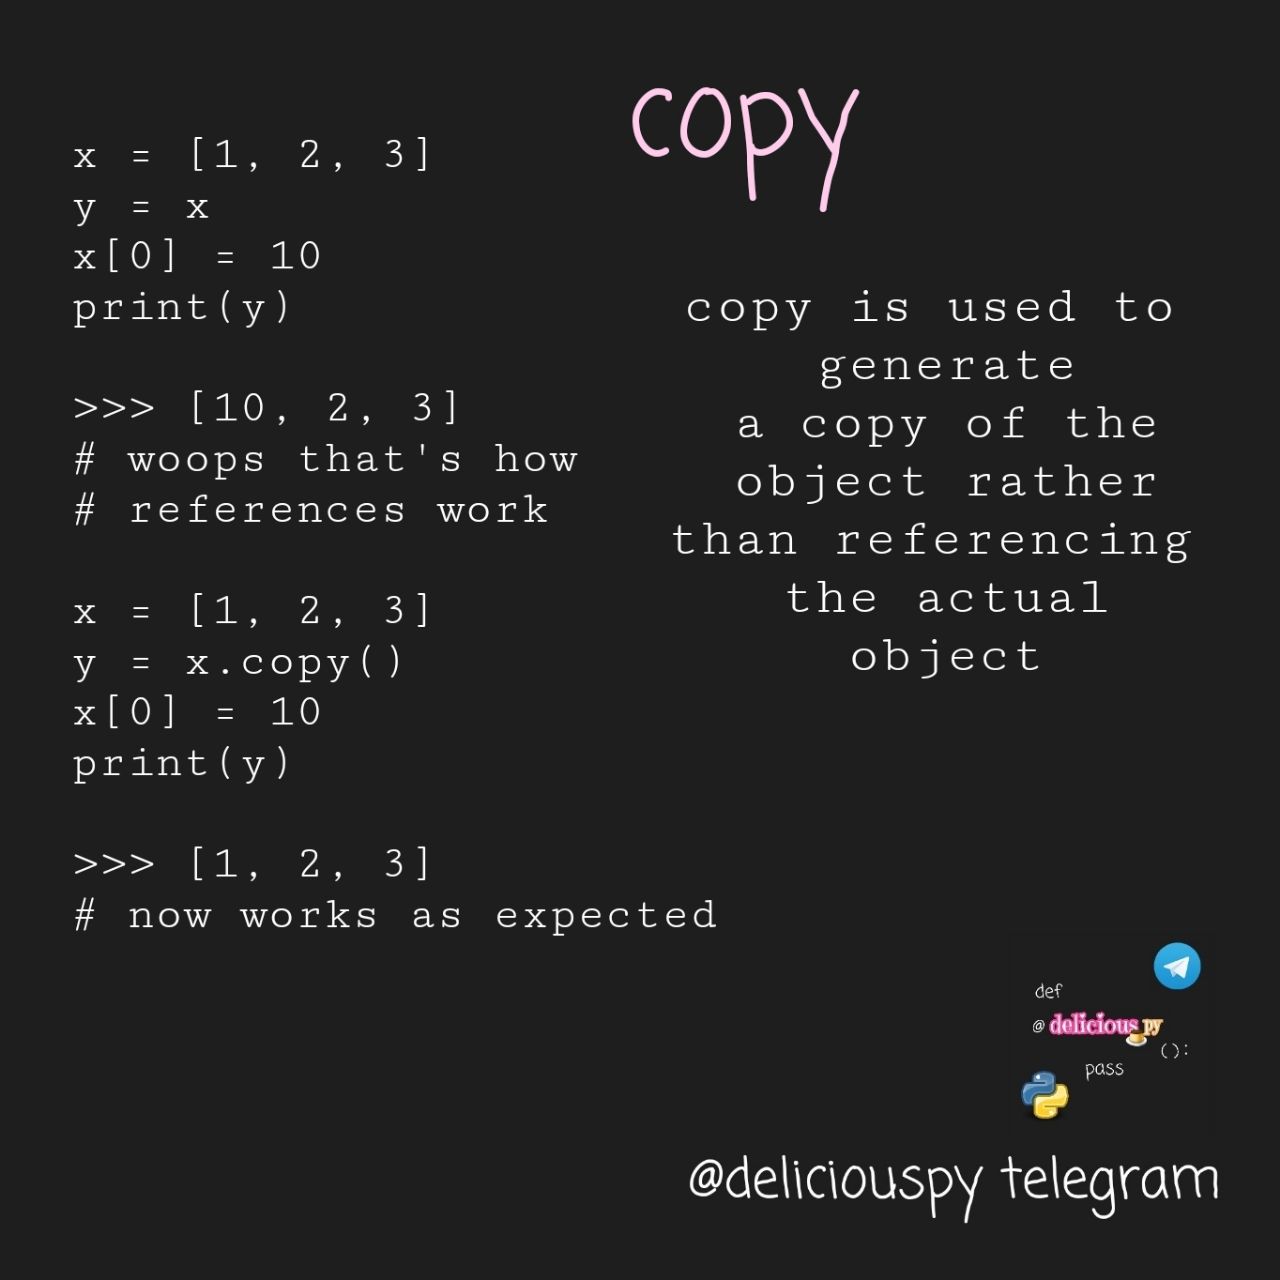 copy
x = [1, 2, 3]
y = x
x[0] = 10
print(y)
>>> [10, 2, 3]
# woops that's how
# references work
x = [1, 2, 3]
y = x.copy()
x[0] = 10
print(y)
>>> [1, 2, 3]
# now works as expected
copy is used to
generate
a copy of the
object rather
than referencing
the actual
object
def
@deliciouspy
():
pass
@deliciouspy telegram